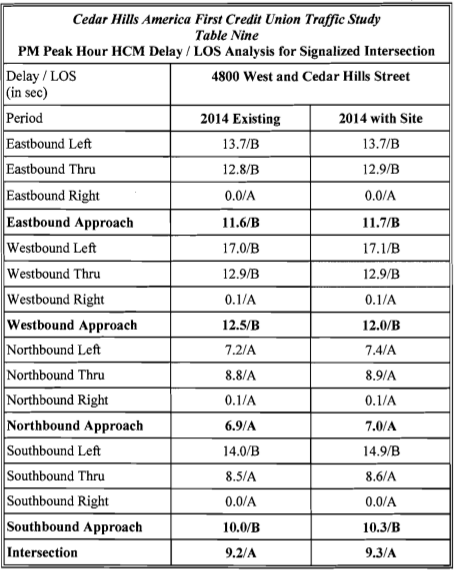 Cedar Hills America First Credit Union Traffic Study
Table Nine
PM Peak Hour HCM Delay / LOS Analysis for Signalized Intersection
Delay / LOS (in sec) 4800 West and Cedar Hills Street
Period 2014 Existing 2014 with Site
Eastbound Left 13.7/B 13.7/B
Eastbound Thru 12.8/B 12.9/B
Eastbound Right 0.0/A 0.0/A
Eastbound Approach 11.6/B 11.7/B
Westbound Left 17.0/B 17.1/B
Westbound Thru 12.9/B 12.9/B
Westbound Right 0.1/A 0.1/A
Westbound Approach 12.5/B 12.0/B
Northbound Left 7.2/A 7.4/A
Northbound Thru 8.8/A 8.9/A
Northbound Right 0.1/A 0.1/A
Northbound Approach 6.9/A 7.0/A
Southbound Left 14.0/B 14.9/B
Southbound Thru 8.5/A 8.6/A
Southbound Right 0.0/A 0.0/A
Southbound Approach 10.0/B 10.3/B
Intersection 9.2/A 9.3/A